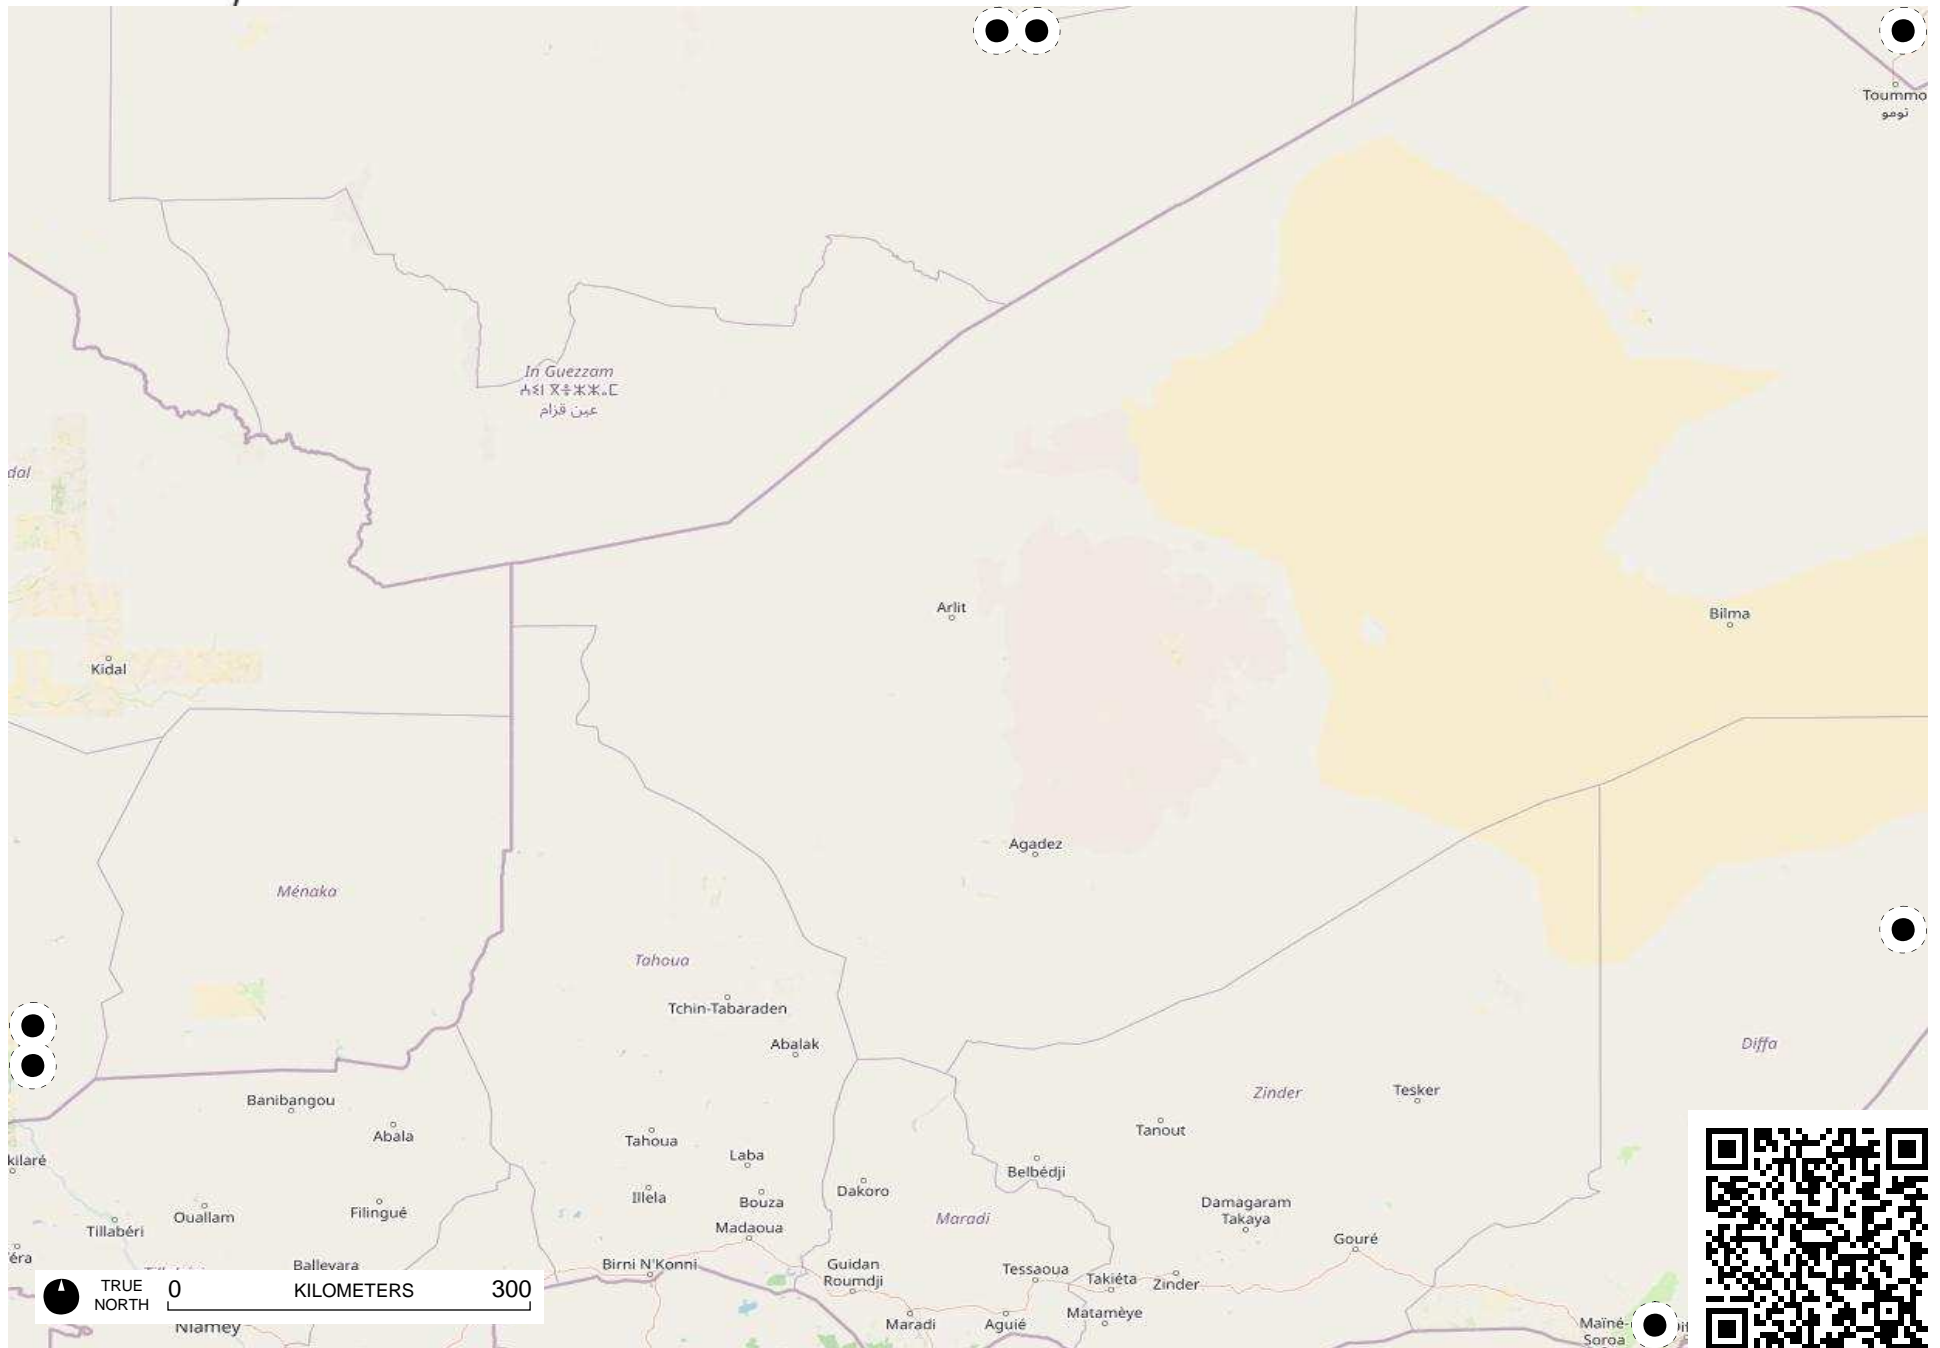 Toummo
تومو
In Guezzam
ⵄⵉⵏ ⴳⵣⵣⴰⵎ
عين قزام
dal
Arlit
Bilma
Kidal
Agadez
Ménaka
Tahoua
Tchin-Tabaraden
Abalak
Diffa
Banibangou
Zinder
Tesker
Abala
Tahoua
Tanout
kilaré
Laba
Belbédji
Illela
Bouza
Dakoro
Ouallam
Filingué
Damagaram
Takaya
Tillabéri
Madaoua
Maradi
Gouré
éra
Ballevara
Birni N'Konni
Guidan
Roumdji
Tessaoua
Takiéta
Zinder
TRUE
NORTH
0 KILOMETERS 300
Niamey
Maradi
Aguié
Matamèye
Maïné-
Soroa